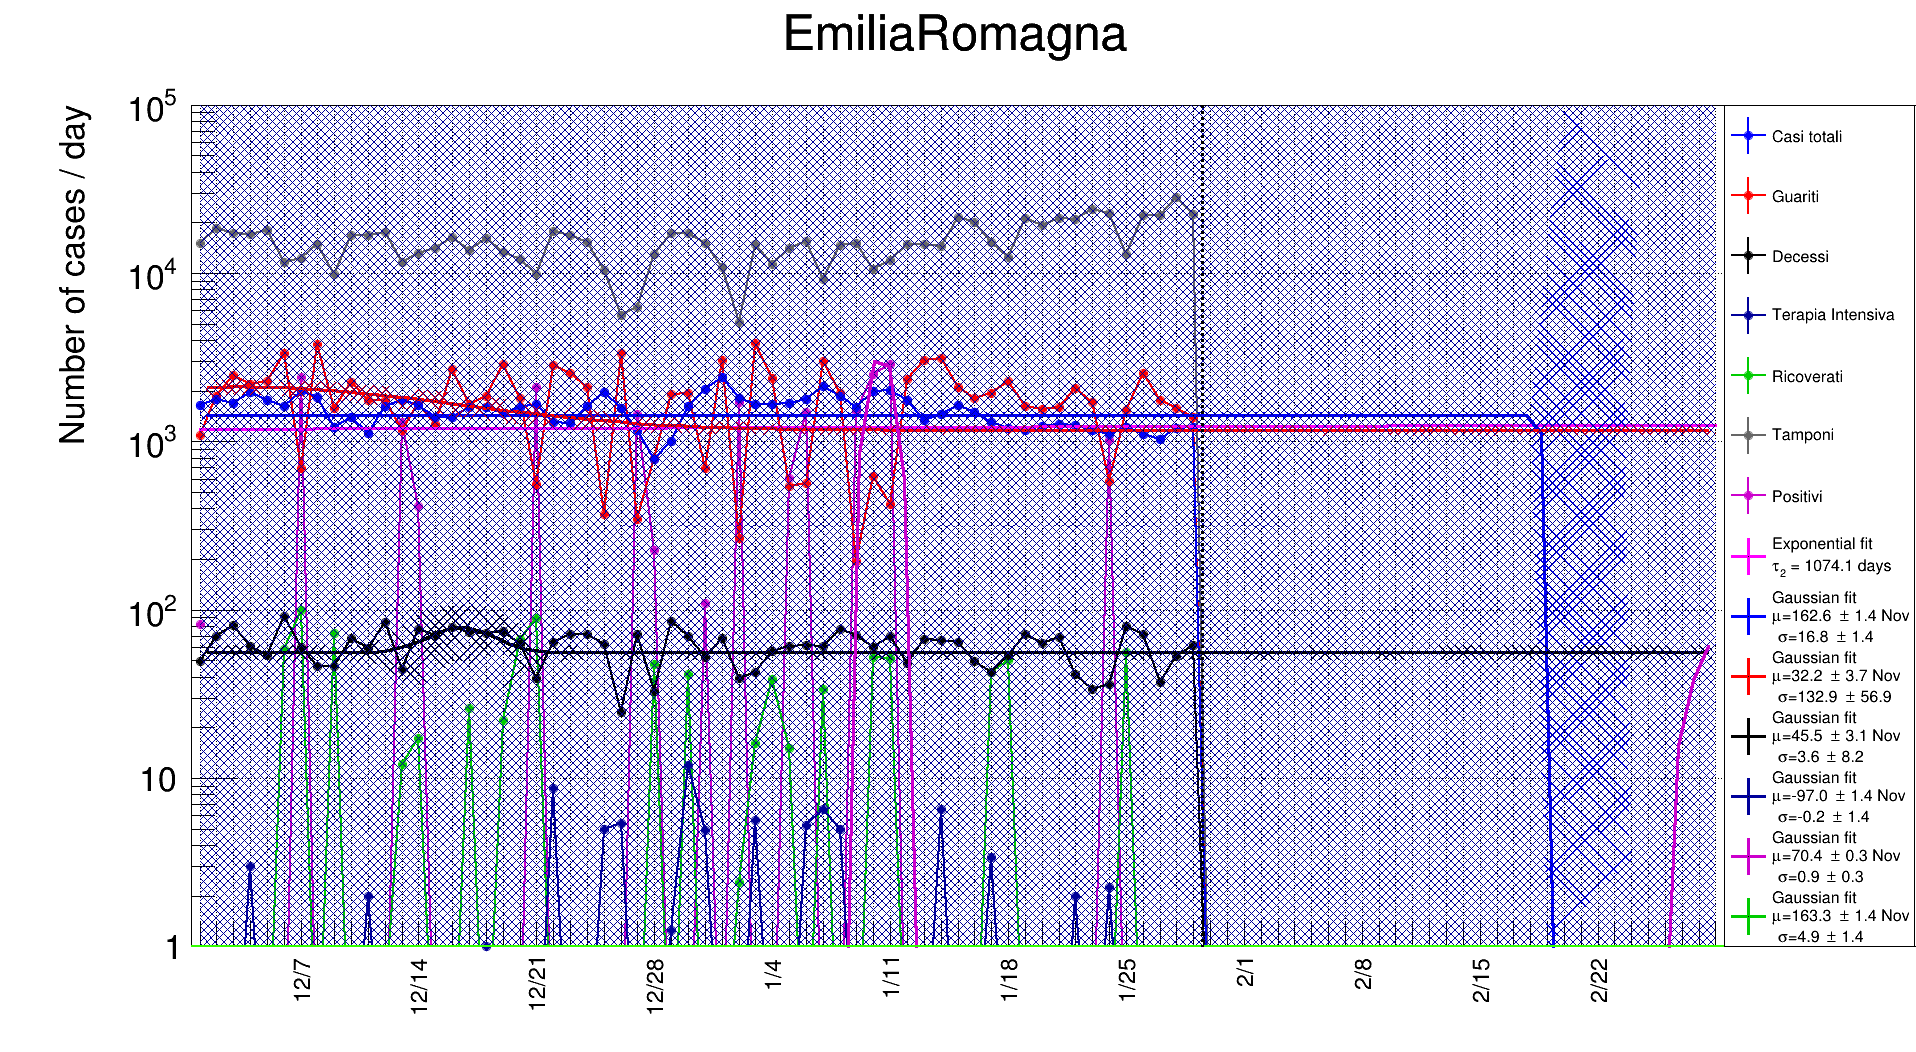 EmiliaRomagna
Number of cases / day
10^5
10^4
10^3
10^2
10
1
12/7
12/14
12/21
12/28
1/4
1/11
1/18
1/25
2/1
2/8
2/15
2/22
Casi totali
Guariti
Decessi
Terapia Intensiva
Ricoverati
Tamponi
Positivi
Exponential fit
τ₂ = 1074.1 days
Gaussian fit
μ=162.6 ± 1.4 Nov
σ=16.8 ± 1.4
Gaussian fit
μ=32.2 ± 3.7 Nov
σ=132.9 ± 56.9
Gaussian fit
μ=45.5 ± 3.1 Nov
σ=3.6 ± 8.2
Gaussian fit
μ=-97.0 ± 1.4 Nov
σ=-0.2 ± 1.4
Gaussian fit
μ=70.4 ± 0.3 Nov
σ=0.9 ± 0.3
Gaussian fit
μ=163.3 ± 1.4 Nov
σ=4.9 ± 1.4